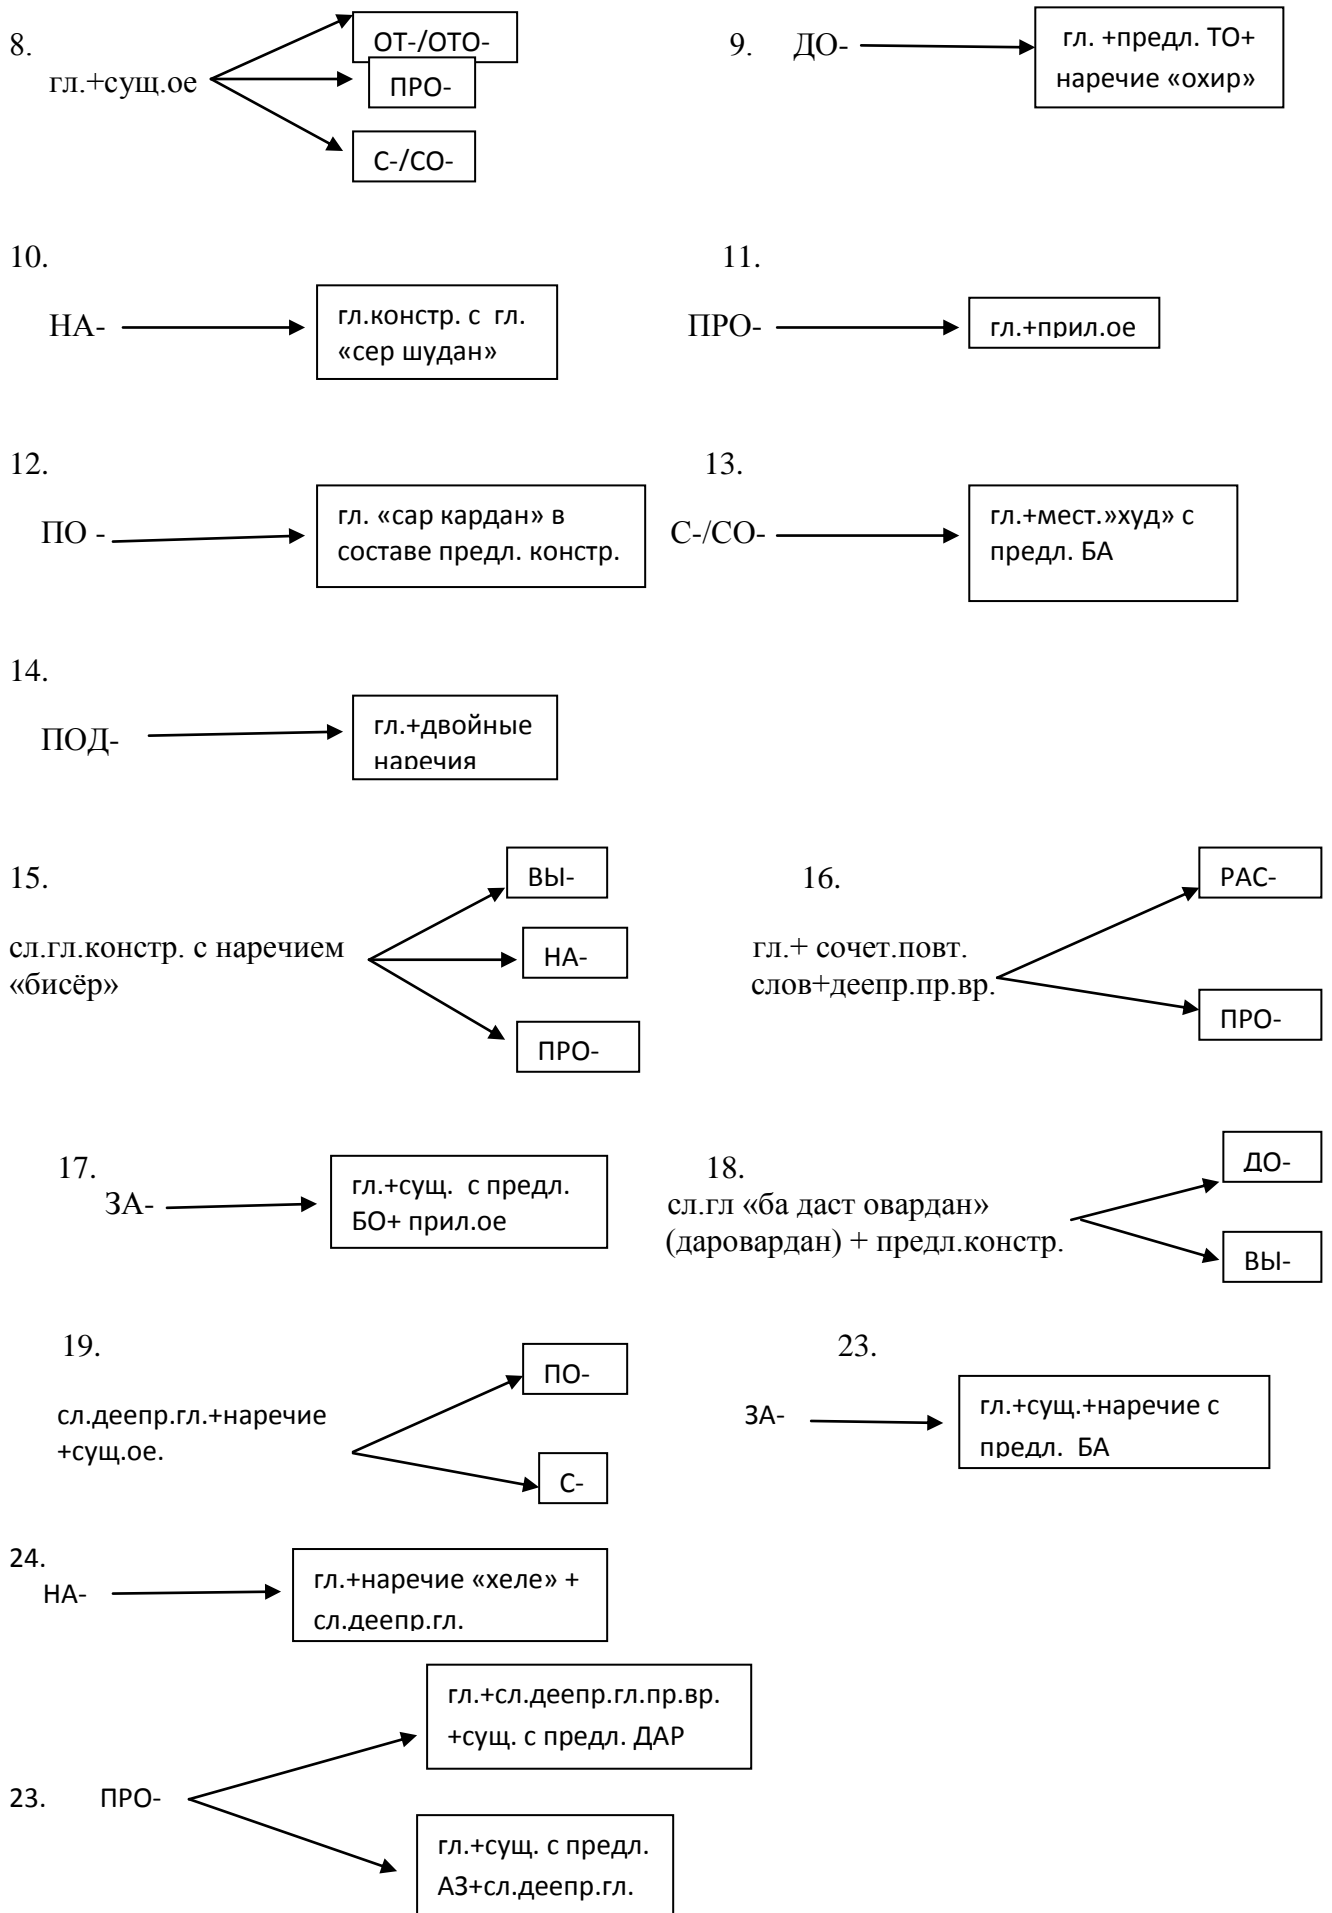 8.
гл.+сущ.ое
ОТ-/ОТО-
ПРО-
С-/СО-
9. ДО-
гл. +предл. ТО+
наречие «охир»
10.
НА-
гл.констр. с гл.
«сер шудан»
11.
ПРО-
гл.+прил.ое
12.
ПО -
гл. «сар кардан» в
составе предл. констр.
13.
С-/СО-
гл.+мест.»худ» с
предл. БА
14.
ПОД-
гл.+двойные
наречия
15.
сл.гл.констр. с наречием
«бисёр»
ВЫ-
НА-
ПРО-
16.
гл.+ сочет.повт.
слов+деепр.пр.вр.
РАС-
ПРО-
17.
ЗА-
гл.+сущ. с предл.
БО+ прил.ое
18.
сл.гл «ба даст овардан»
(даровардан) + предл.констр.
ДО-
ВЫ-
19.
сл.деепр.гл.+наречие
+сущ.ое.
ПО-
С-
23.
ЗА-
гл.+сущ.+наречие с
предл. БА
24.
НА-
гл.+наречие «хеле» +
сл.деепр.гл.
23. ПРО-
гл.+сл.деепр.гл.пр.вр.
+сущ. с предл. ДАР
гл.+сущ. с предл.
АЗ+сл.деепр.гл.